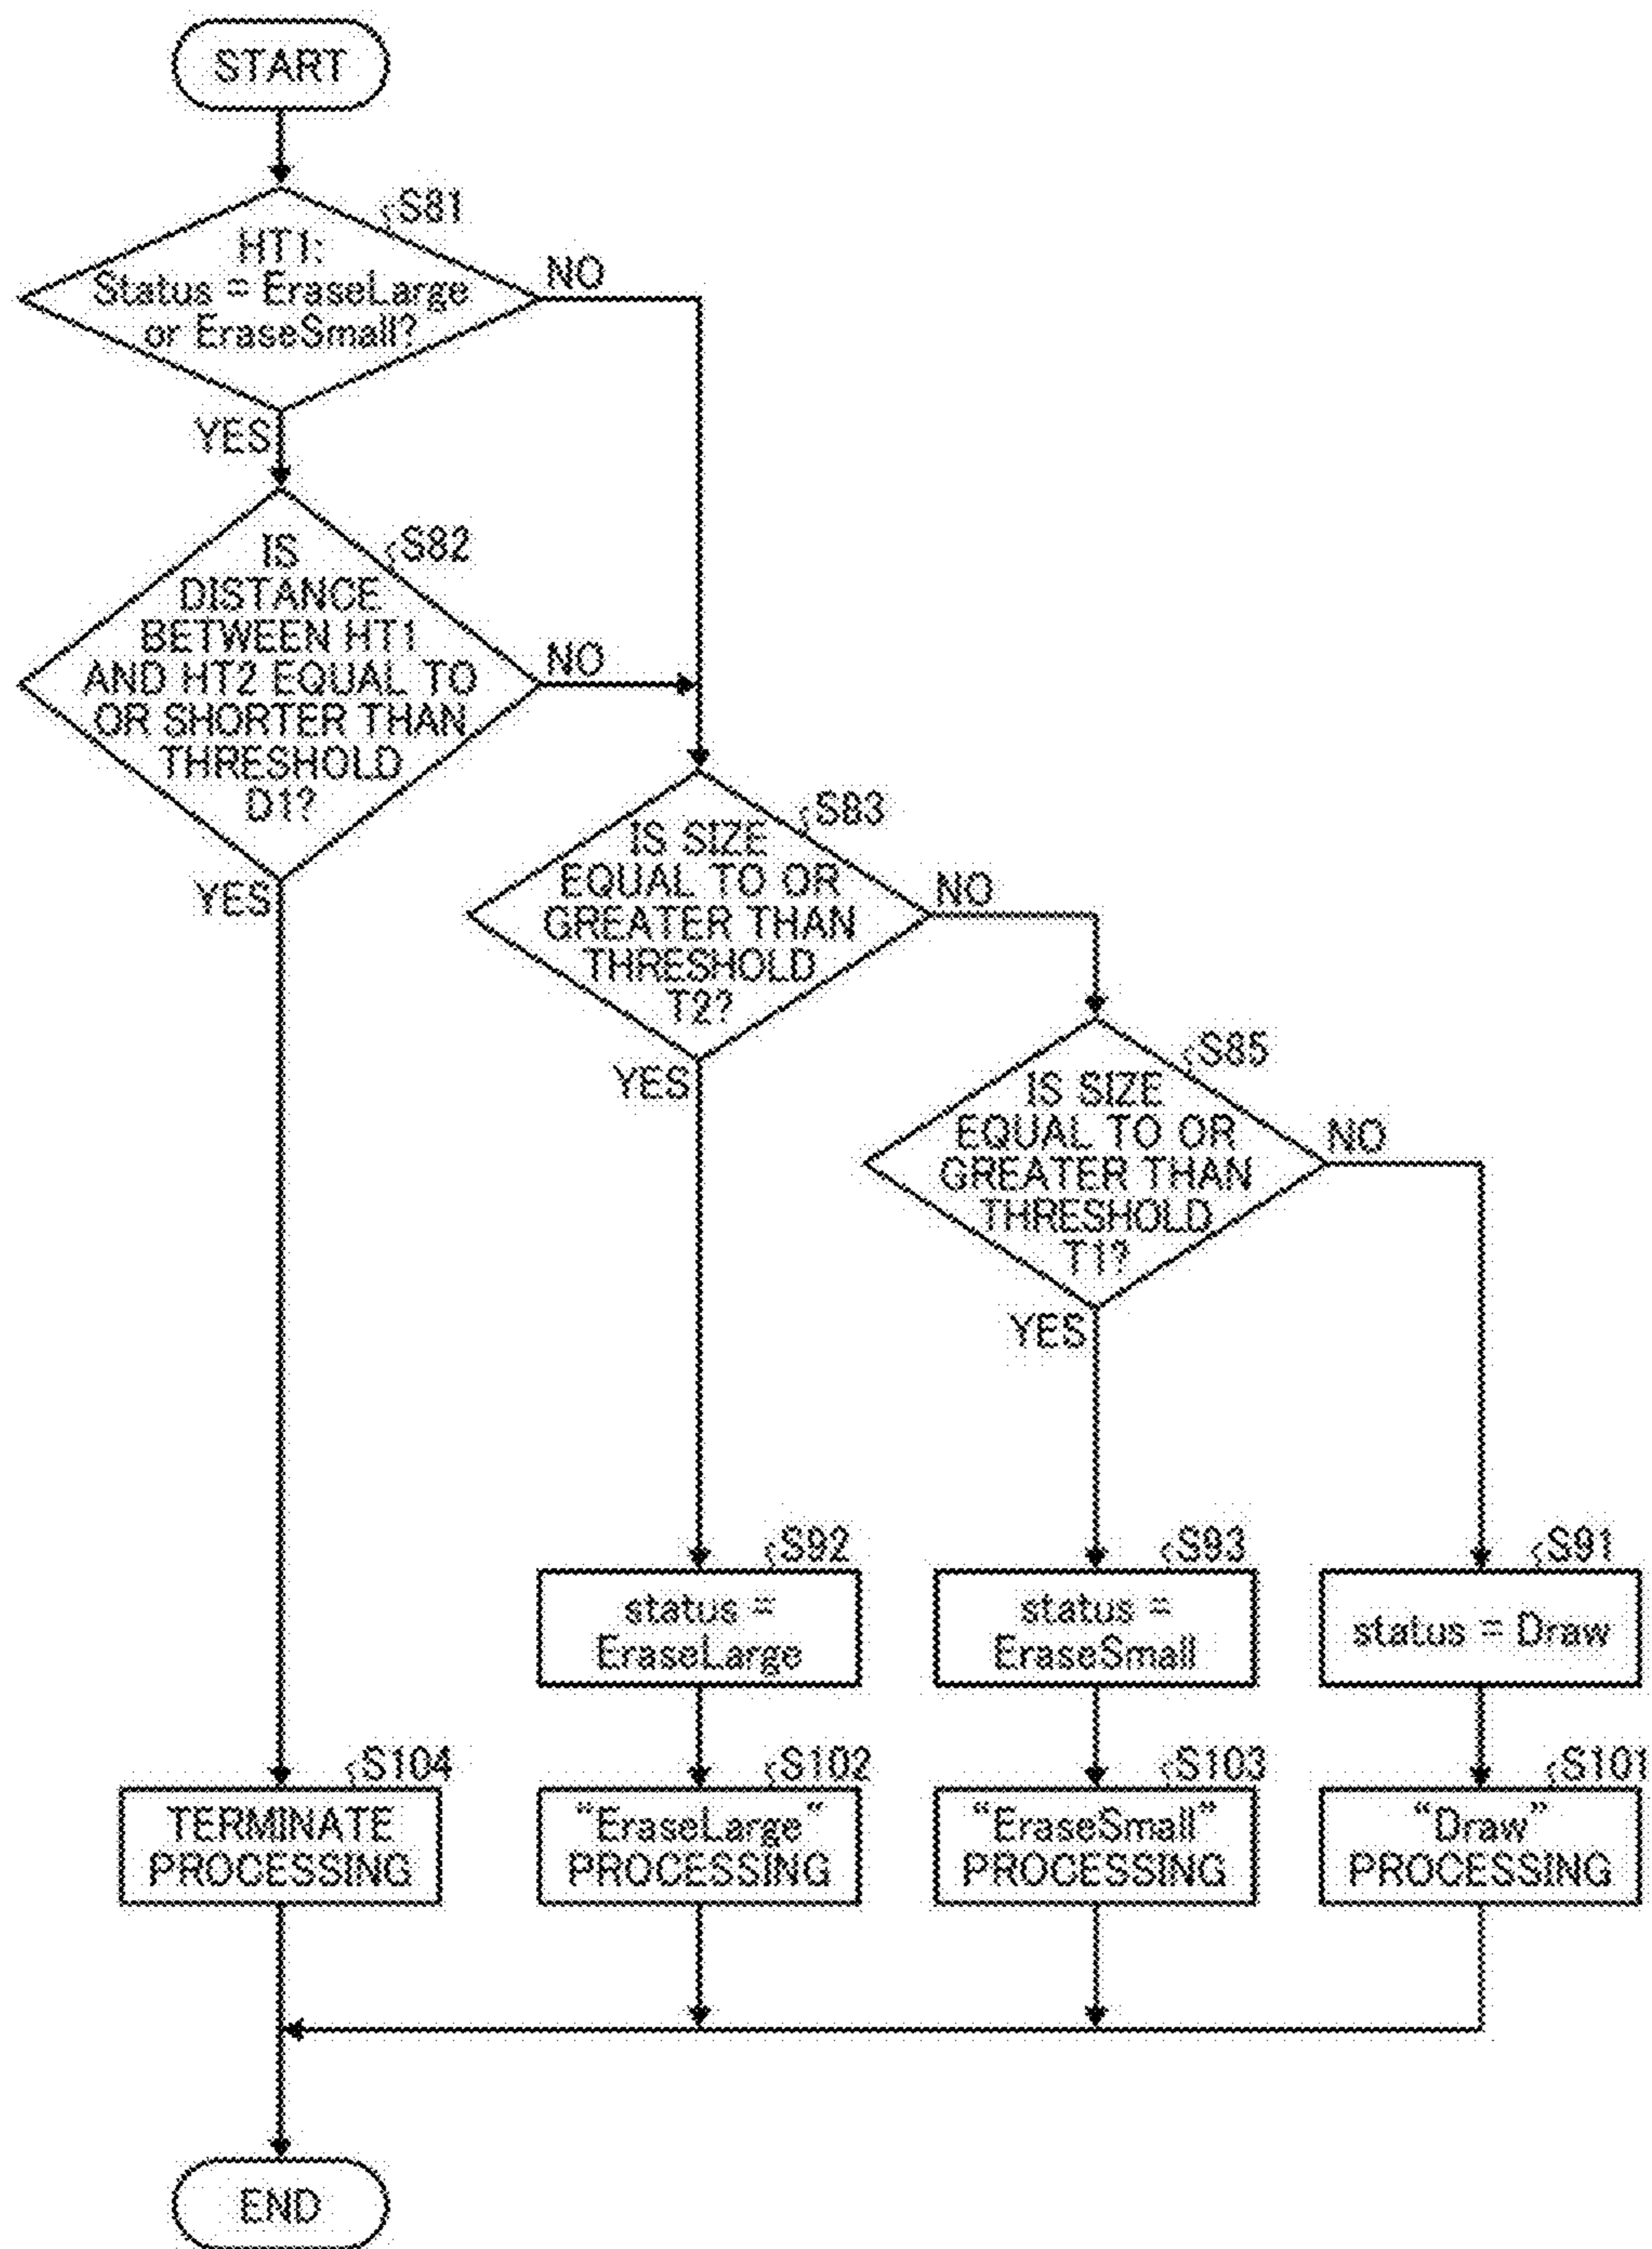 START
S81
HT1:
Status = EraseLarge
or EraseSmall?
NO
YES
S82
IS
DISTANCE
BETWEEN HT1
AND HT2 EQUAL TO
OR SHORTER THAN
THRESHOLD
D1?
NO
YES
S83
IS SIZE
EQUAL TO OR
GREATER THAN
THRESHOLD
T2?
NO
YES
S85
IS SIZE
EQUAL TO OR
GREATER THAN
THRESHOLD
T1?
NO
YES
S92
status =
EraseLarge
S93
status =
EraseSmall
S91
status = Draw
S104
TERMINATE
PROCESSING
S102
“EraseLarge“
PROCESSING
S103
“EraseSmall”
PROCESSING
S101
“Draw”
PROCESSING
END